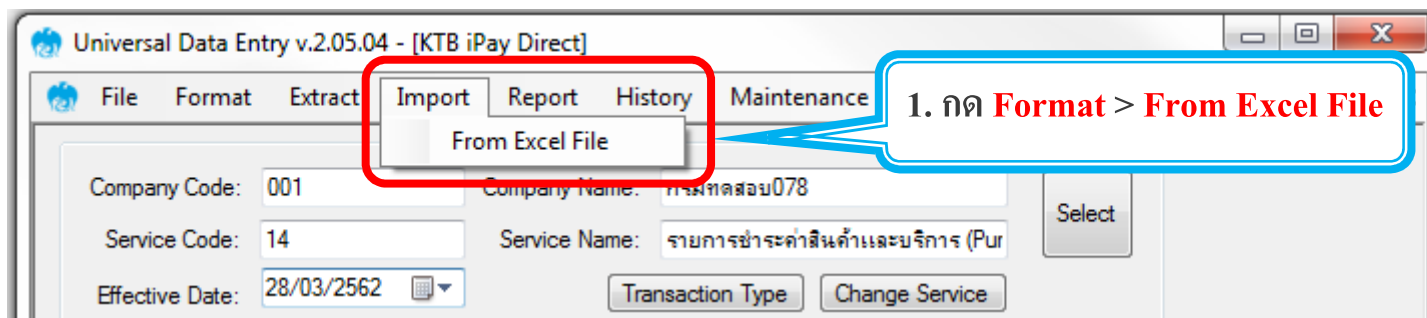 Universal Data Entry v.2.05.04 - [KTB iPay Direct]
File Format Extract Import Report History Maintenance
1. กด Format > From Excel File
From Excel File
Company Code: 001 Company Name: กรมทดสอบ078
Select
Service Code: 14 Service Name: รายการชำระค่าสินค้าและบริการ (Pur
Effective Date: 28/03/2562 Transaction Type Change Service